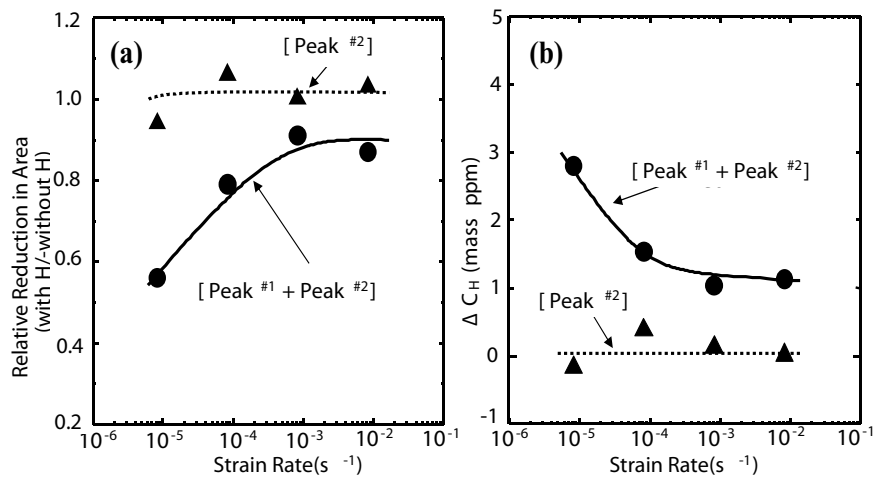 (a)
[ Peak #2]
[ Peak #1 + Peak #2]
Relative Reduction in Area
(with H/-without H)
1.2
1.0
0.8
0.6
0.4
0.2
10-6
10-5
10-4
10-3
10-2
10-1
Strain Rate(s -1)
(b)
[ Peak #1 + Peak #2]
[ Peak #2]
Δ CH (mass ppm)
5
4
3
2
1
0
-1
10-6
10-5
10-4
10-3
10-2
10-1
Strain Rate(s -1)